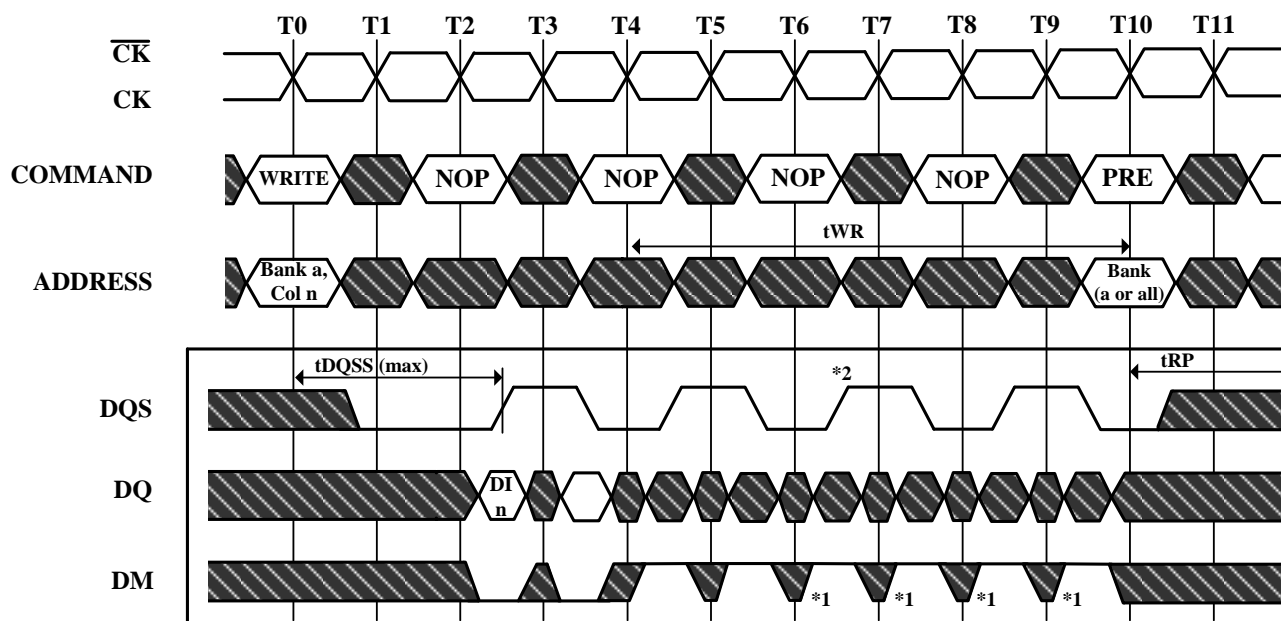 T0 T1 T2 T3 T4 T5 T6 T7 T8 T9 T10 T11
CK
CK
COMMAND
WRITE NOP NOP NOP NOP PRE
tWR
ADDRESS
Bank a,
Col n
Bank
(a or all)
tDQSS (max)
*2
tRP
DQS
DQ
DI
n
DM
*1 *1 *1 *1